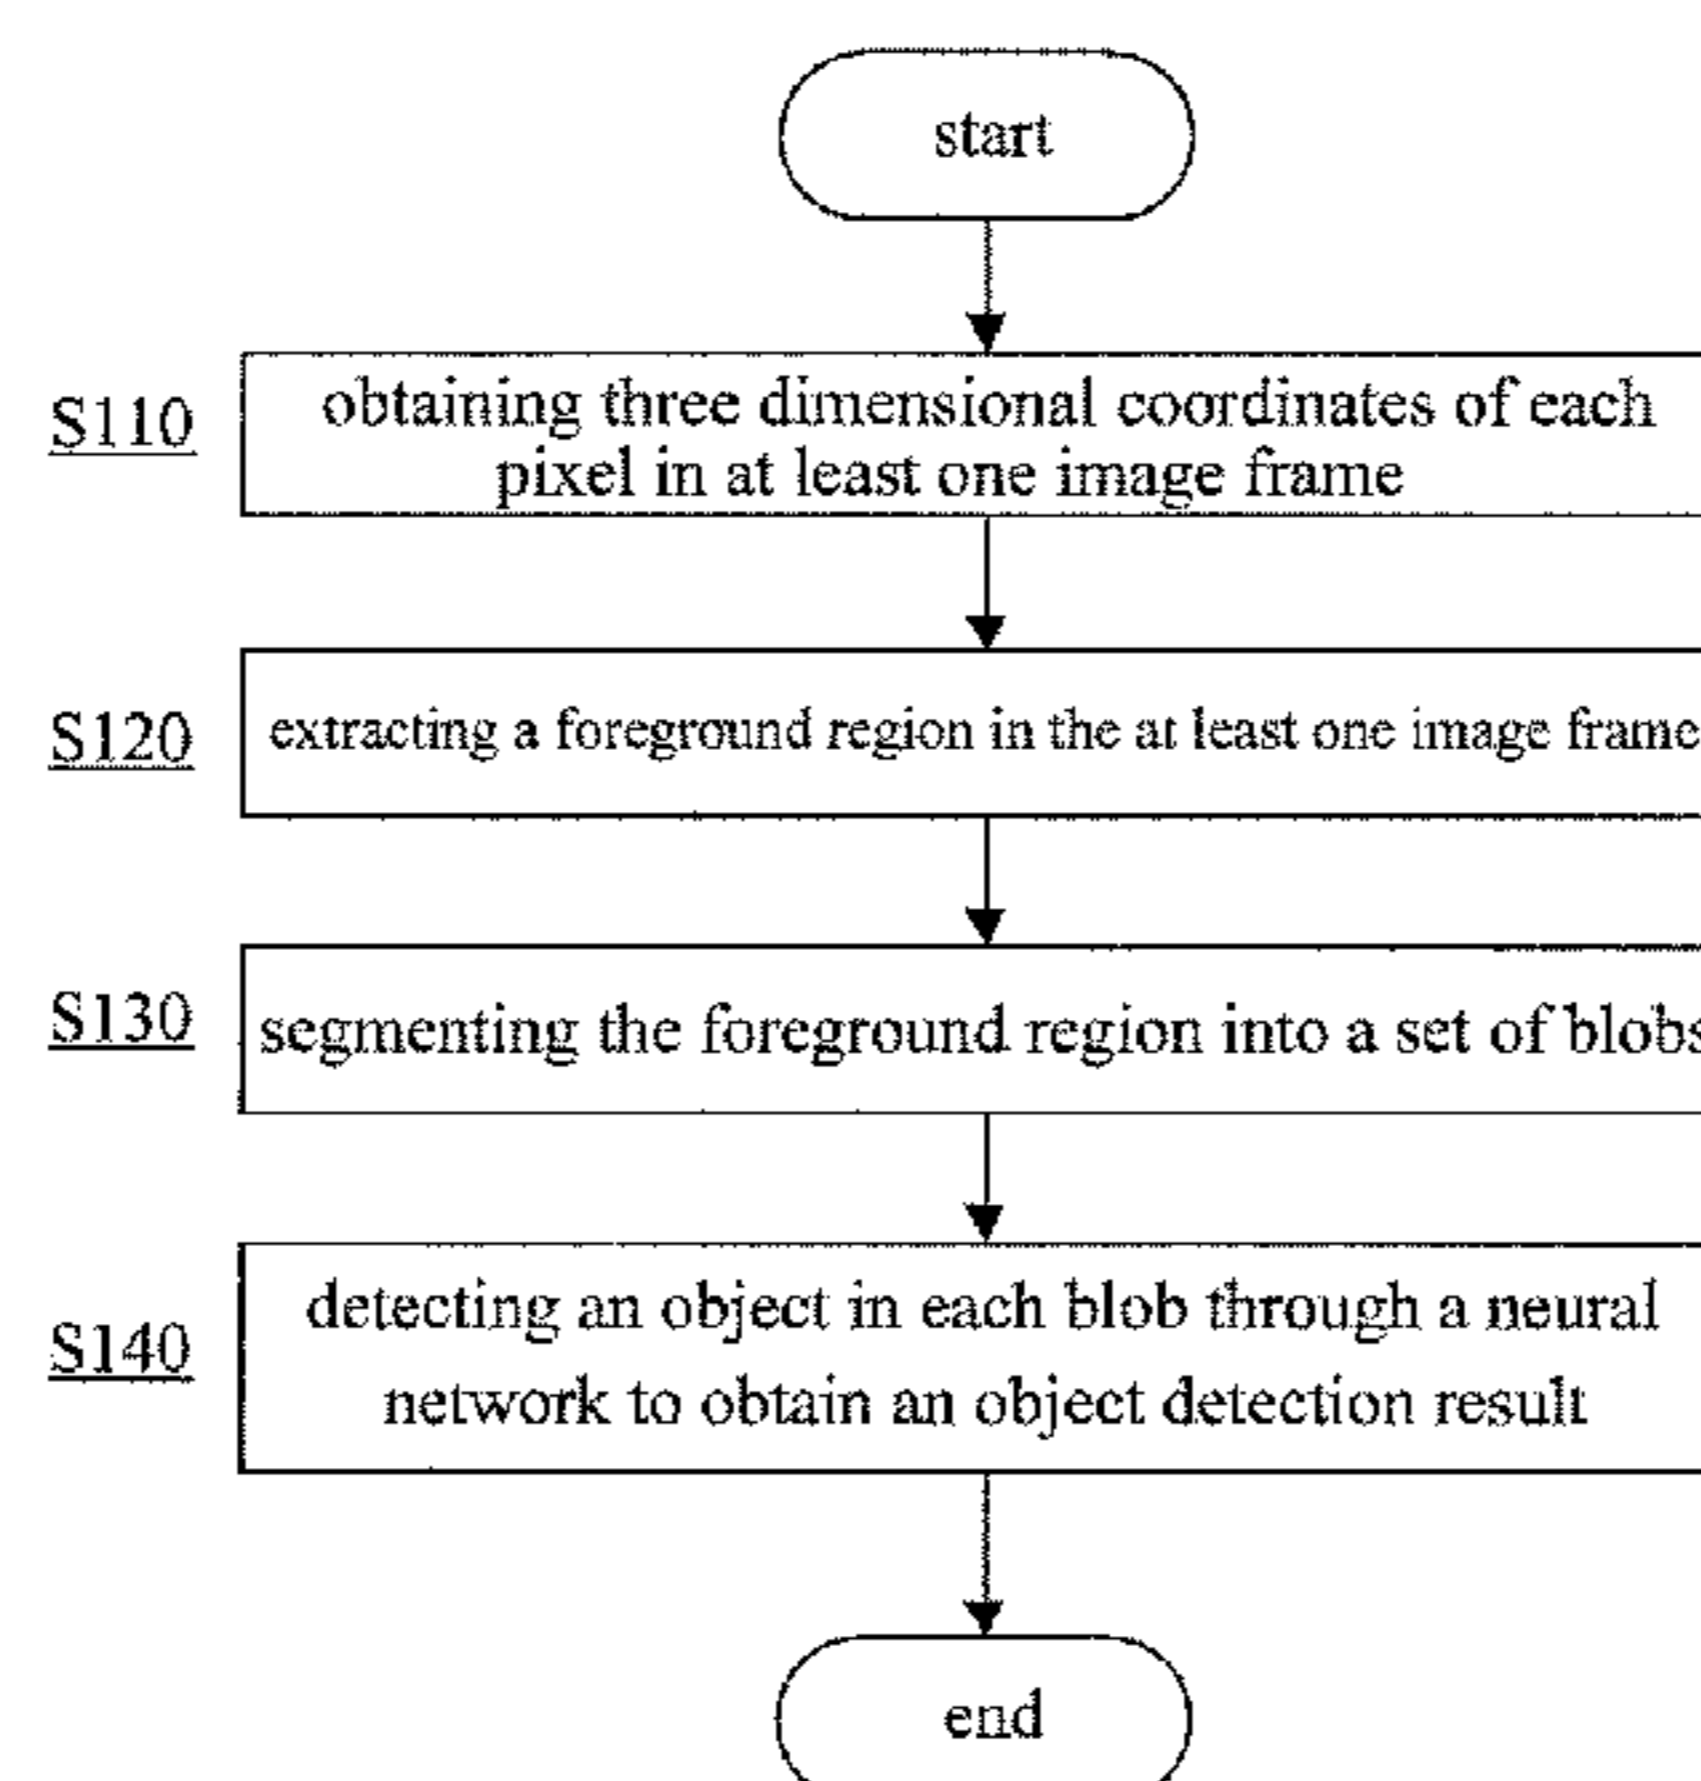 start
S110
obtaining three dimensional coordinates of each
pixel in at least one image frame
S120
extracting a foreground region in the at least one image frame
S130
segmenting the foreground region into a set of blobs
S140
detecting an object in each blob through a neural
network to obtain an object detection result
end